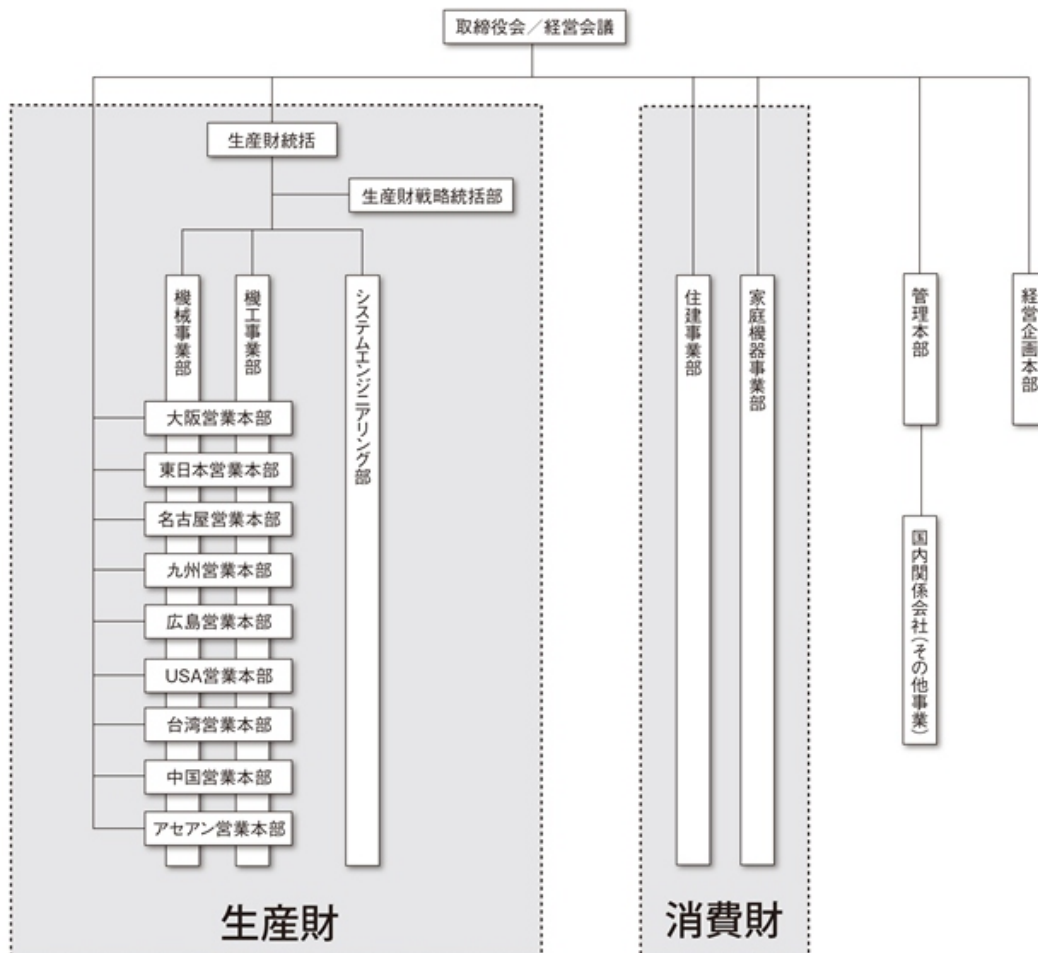 取締役会／経営会議
生産財統括
生産財戦略統括部
機械事業部
機工事業部
システムエンジニアリング部
住建事業部
家庭機器事業部
管理本部
経営企画本部
大阪営業本部
東日本営業本部
名古屋営業本部
九州営業本部
広島営業本部
USA営業本部
台湾営業本部
中国営業本部
アセアン営業本部
国内関係会社（その他事業）
生産財
消費財